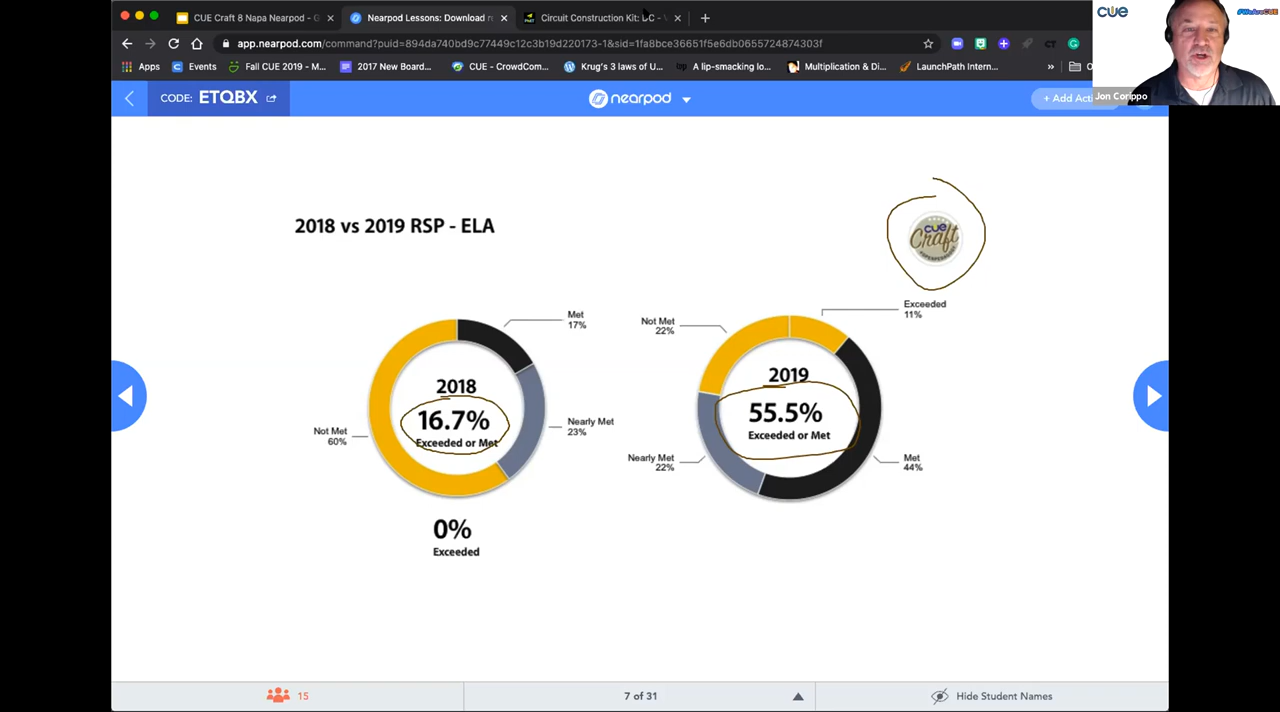 CUE Craft 8 Napa Nearpod - G
Nearpod Lessons: Download r
Circuit Construction Kit: DC - V
app.nearpod.com/command?puid=894da740bd9c77449c12c3b19d220173-1&sid=1fa8bce36651f5e6db0655724874303f
Apps
Events
Fall CUE 2019 - M...
2017 New Board...
CUE - CrowdCom...
Krug's 3 laws of U...
A lip-smacking lo...
Multiplication & Di...
LaunchPath Intern...
»
CUE
#WeAreCUE
Jon Corippo
CODE: ETQBX
nearpod
+ Add Acti
2018 vs 2019 RSP - ELA
CUE
Craft
Met
17%
Nearly Met
23%
Not Met
60%
2018
16.7%
Exceeded or Met
0%
Exceeded
Exceeded
11%
Not Met
22%
Nearly Met
22%
Met
44%
2019
55.5%
Exceeded or Met
15
7 of 31
Hide Student Names